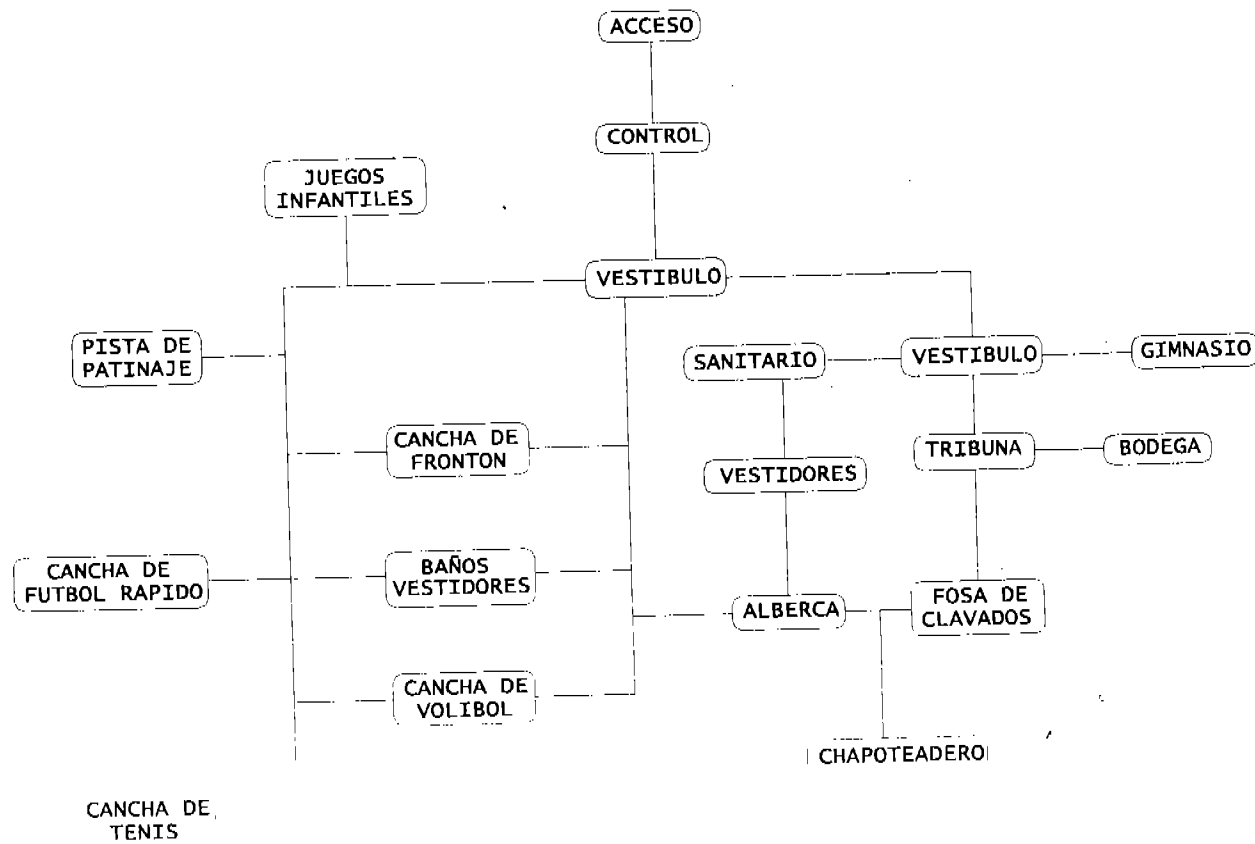 ACCESO
CONTROL
JUEGOS
INFANTILES
VESTIBULO
PISTA DE
PATINAJE
SANITARIO
VESTIBULO
GIMNASIO
CANCHA DE
FRONTON
TRIBUNA
BODEGA
VESTIDORES
CANCHA DE
FUTBOL RAPIDO
BAÑOS
VESTIDORES
ALBERCA
FOSA DE
CLAVADOS
CANCHA DE
VOLIBOL
CHAPOTEADERO
CANCHA DE
TENIS